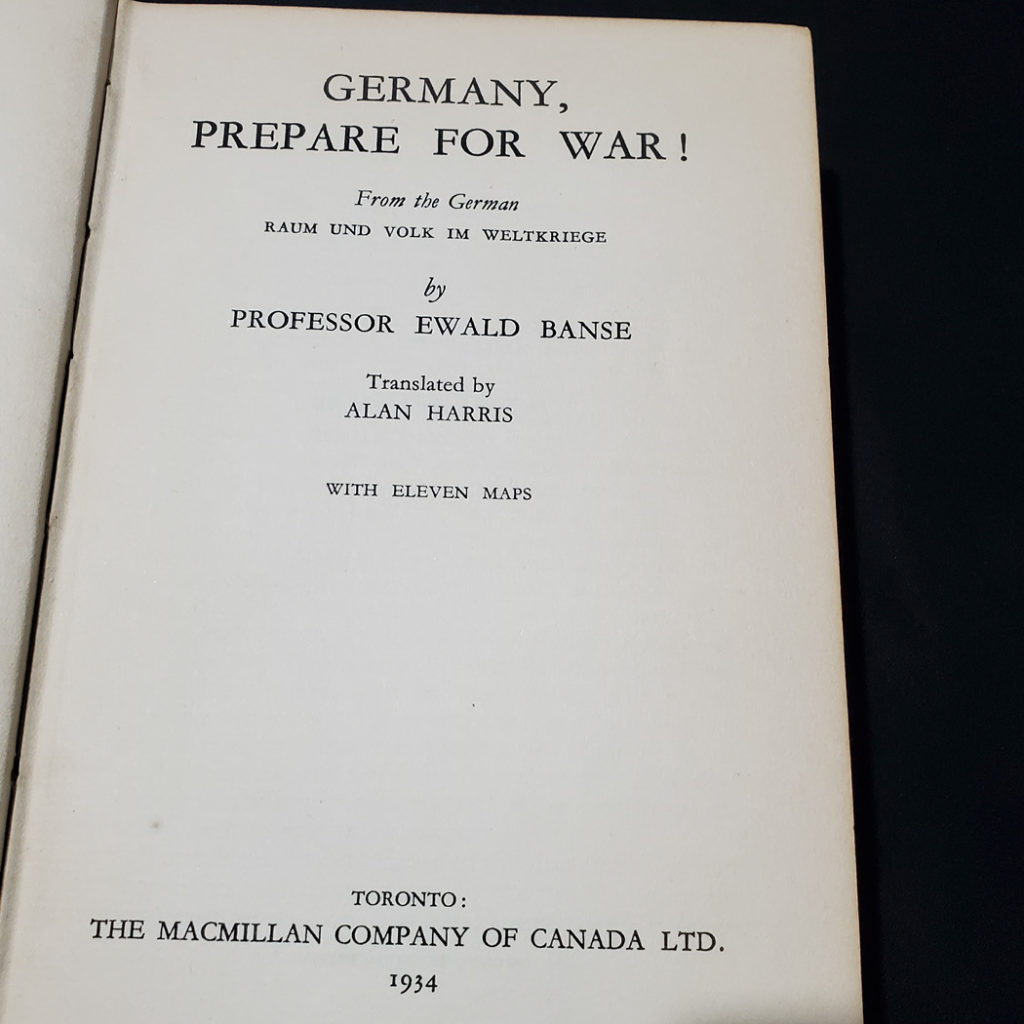 GERMANY,
PREPARE FOR WAR !
From the German
RAUM UND VOLK IM WELTKRIEGE
by
PROFESSOR EWALD BANSE
Translated by
ALAN HARRIS
WITH ELEVEN MAPS
TORONTO:
THE MACMILLAN COMPANY OF CANADA LTD.
1934